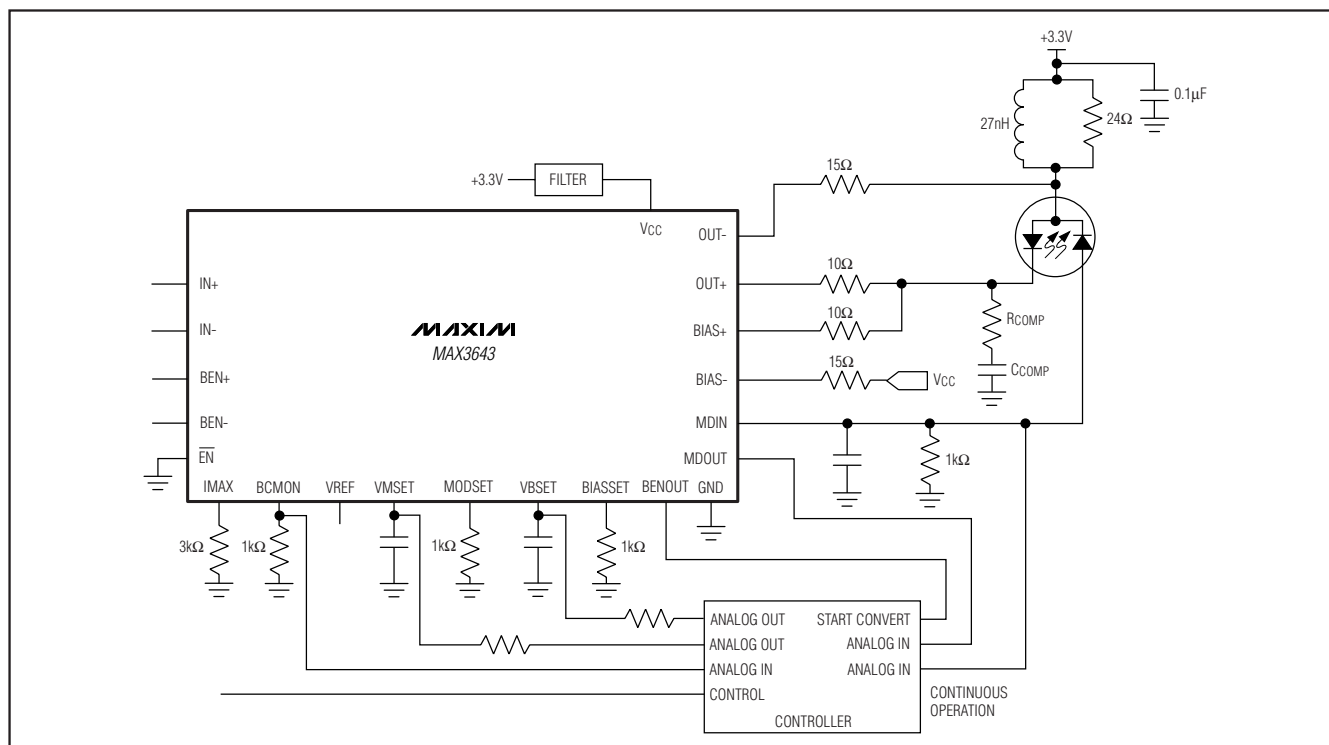 +3.3V
0.1μF
27nH
24Ω
+3.3V
FILTER
15Ω
VCC
OUT-
IN+
10Ω
OUT+
IN-
MAXIM
MAX3643
10Ω
BIAS+
RCOMP
BEN+
15Ω
BIAS-
VCC
CCOMP
BEN-
MDIN
EN
MDOUT
1kΩ
IMAX
BCMON
VREF
VMSET
MODSET
VBSET
BIASSET
BENOUT
GND
3kΩ
1kΩ
1kΩ
1kΩ
ANALOG OUT
START CONVERT
ANALOG OUT
ANALOG IN
ANALOG IN
ANALOG IN
CONTROL
CONTROLLER
CONTINUOUS
OPERATION